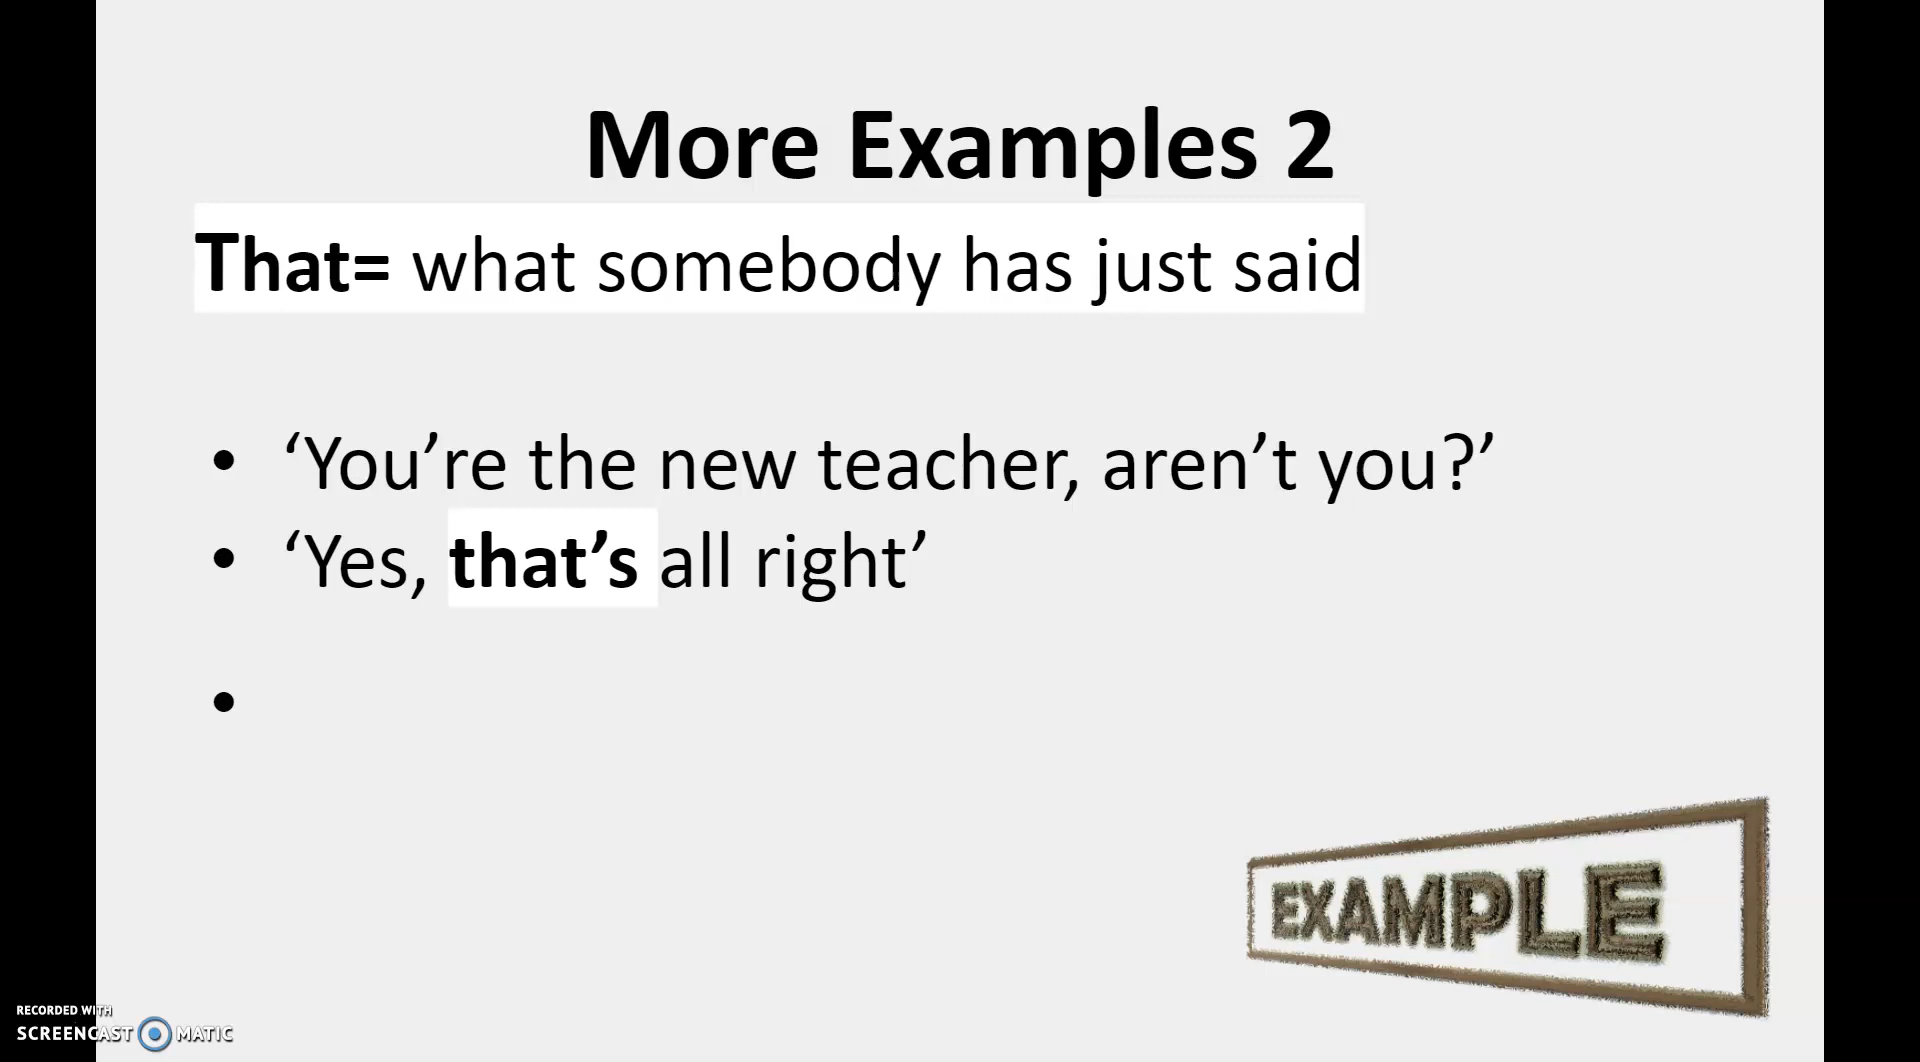 More Examples 2
That= what somebody has just said
• ‘You’re the new teacher, aren’t you?’
• ‘Yes, that’s all right’
•
EXAMPLE
RECORDED WITH
SCREENCAST MATIC